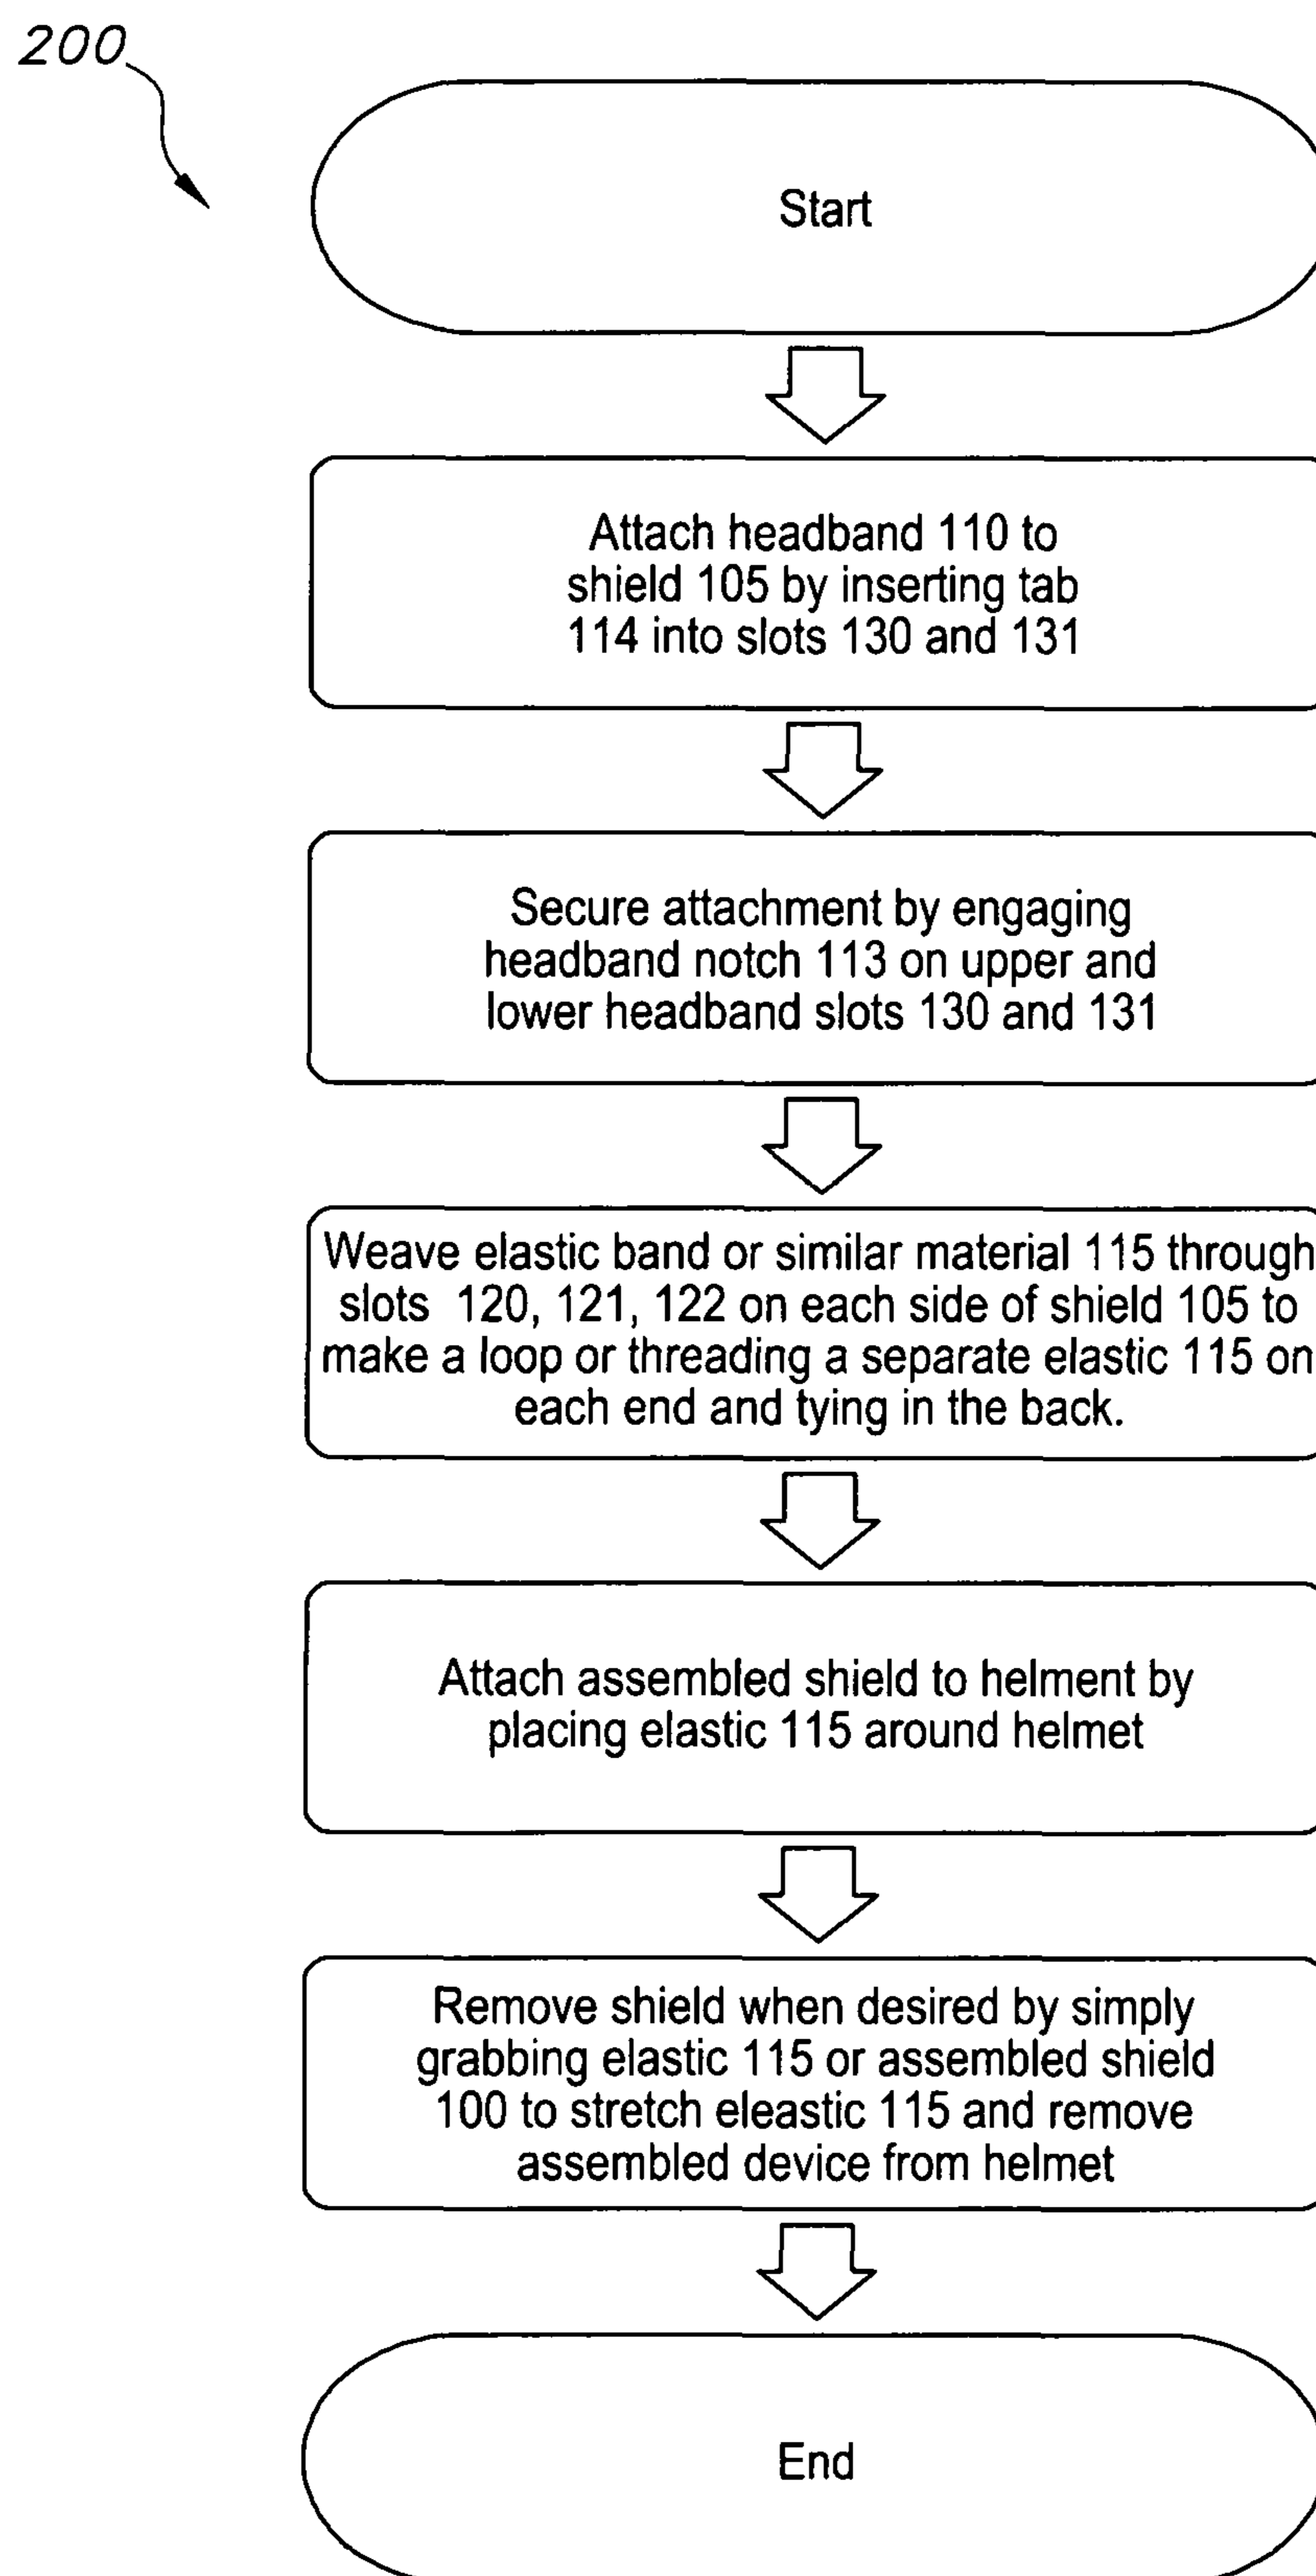 200
Start
Attach headband 110 to
shield 105 by inserting tab
114 into slots 130 and 131
Secure attachment by engaging
headband notch 113 on upper and
lower headband slots 130 and 131
Weave elastic band or similar material 115 through
slots 120, 121, 122 on each side of shield 105 to
make a loop or threading a separate elastic 115 on
each end and tying in the back.
Attach assembled shield to helment by
placing elastic 115 around helmet
Remove shield when desired by simply
grabbing elastic 115 or assembled shield
100 to stretch eleastic 115 and remove
assembled device from helmet
End